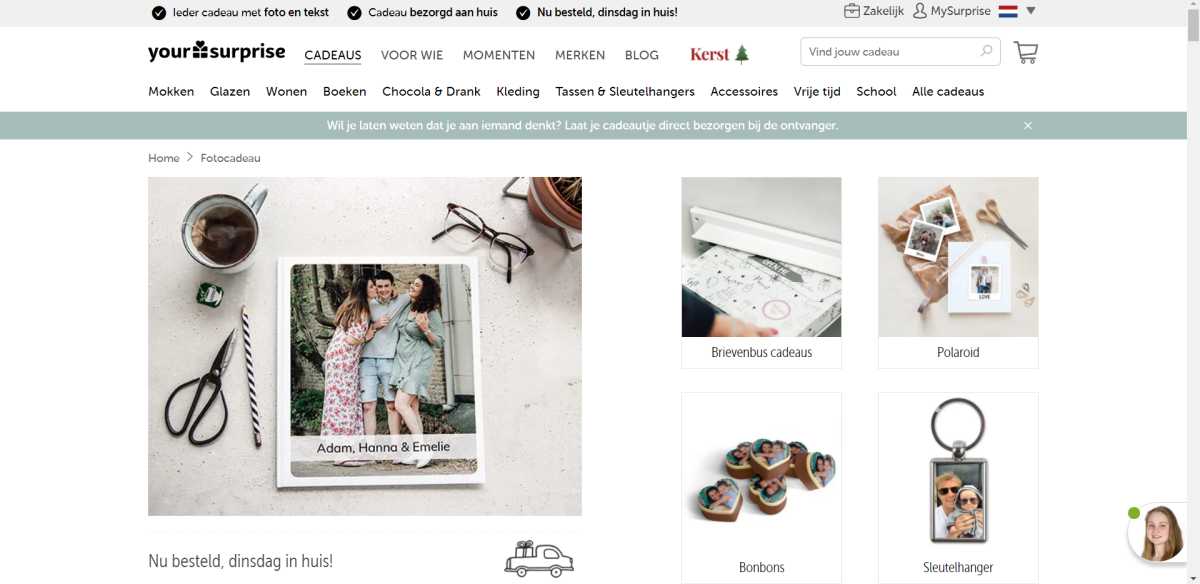 Ieder cadeau met foto en tekst
Cadeau bezorgd aan huis
Nu besteld, dinsdag in huis!
Zakelijk
MySurprise
yoursurprise
CADEAUS
VOOR WIE
MOMENTEN
MERKEN
BLOG
Kerst
Vind jouw cadeau
Mokken
Glazen
Wonen
Boeken
Chocola & Drank
Kleding
Tassen & Sleutelhangers
Accessoires
Vrije tijd
School
Alle cadeaus
Wil je laten weten dat je aan iemand denkt? Laat je cadeautje direct bezorgen bij de ontvanger.
Home
Fotocadeau
Adam, Hanna & Emelie
OPEN ME
LOVE
Brievenbus cadeaus
Polaroid
Nu besteld, dinsdag in huis!
Bonbons
Sleutelhanger